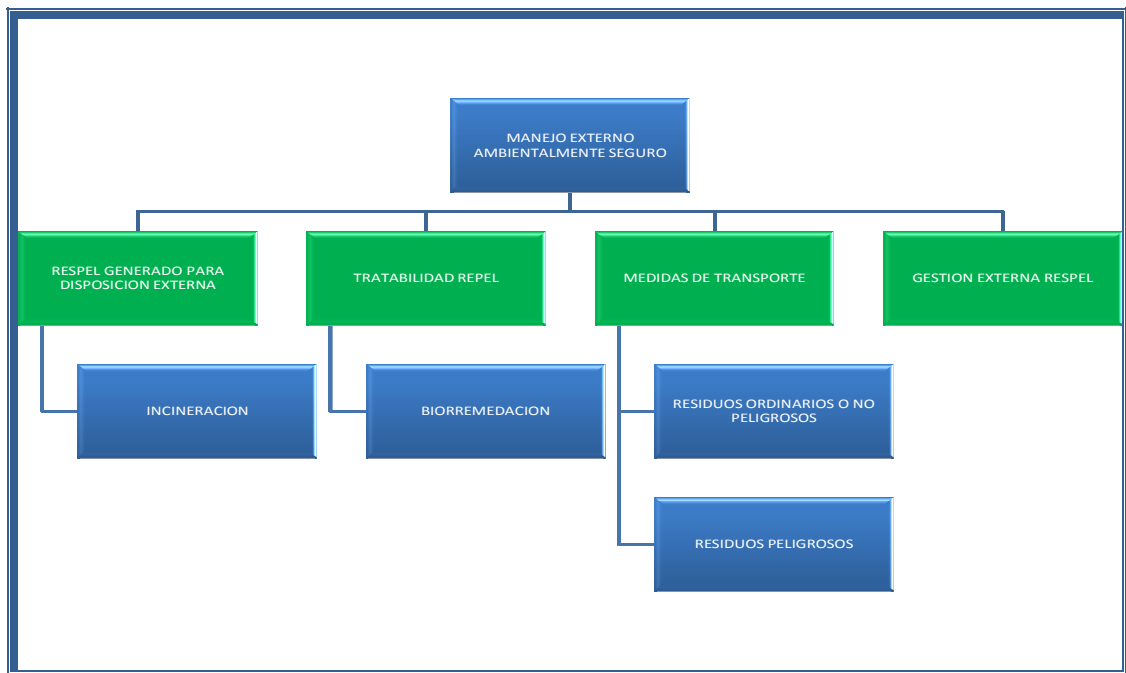 MANEJO EXTERNO
AMBIENTALMENTE SEGURO
RESPEL GENERADO PARA
DISPOSICION EXTERNA
TRATABILIDAD REPEL
MEDIDAS DE TRANSPORTE
GESTION EXTERNA RESPEL
INCINERACION
BIORREMEDACION
RESIDUOS ORDINARIOS O NO
PELIGROSOS
RESIDUOS PELIGROSOS